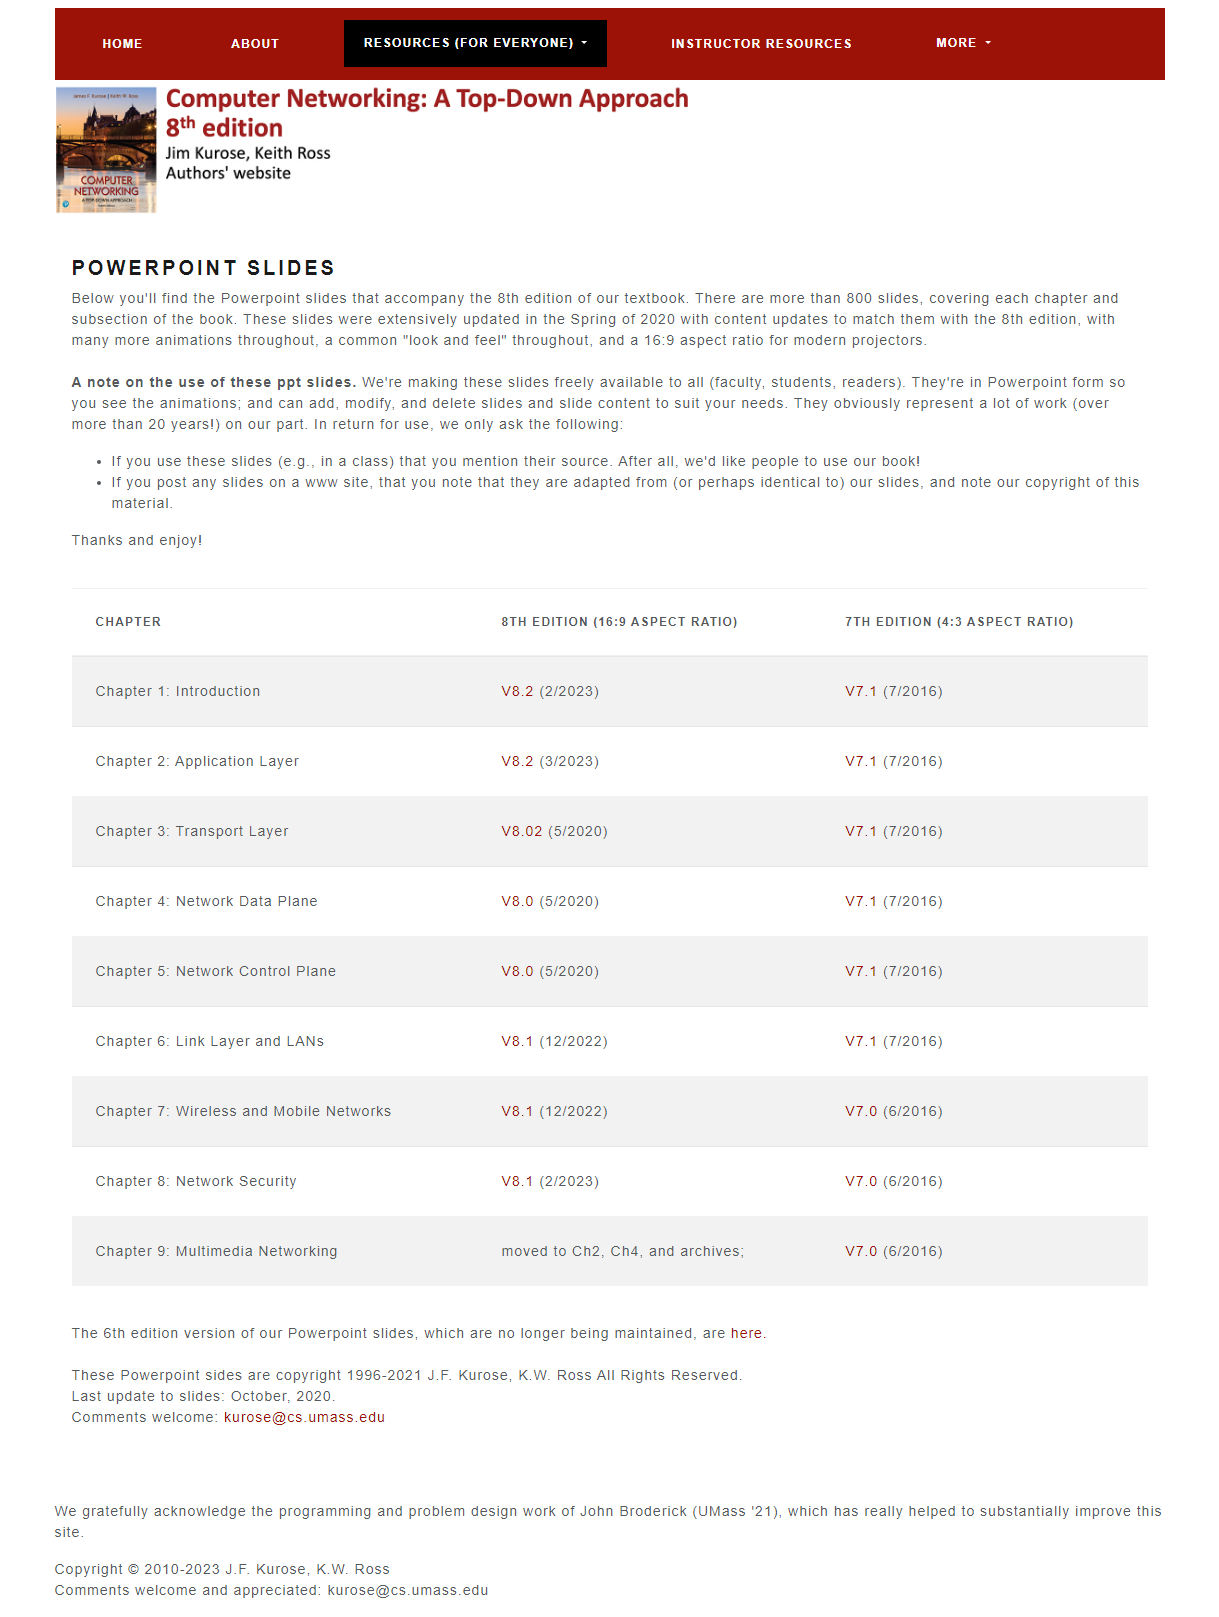 HOME ABOUT RESOURCES (FOR EVERYONE) INSTRUCTOR RESOURCES MORE
James F. Kurose | Keith W. Ross
COMPUTER
NETWORKING
A TOP-DOWN APPROACH
Computer Networking: A Top-Down Approach
8th edition
Jim Kurose, Keith Ross
Authors' website
POWERPOINT SLIDES
Below you'll find the Powerpoint slides that accompany the 8th edition of our textbook. There are more than 800 slides, covering each chapter and
subsection of the book. These slides were extensively updated in the Spring of 2020 with content updates to match them with the 8th edition, with
many more animations throughout, a common "look and feel" throughout, and a 16:9 aspect ratio for modern projectors.
A note on the use of these ppt slides. We're making these slides freely available to all (faculty, students, readers). They're in Powerpoint form so
you see the animations; and can add, modify, and delete slides and slide content to suit your needs. They obviously represent a lot of work (over
more than 20 years!) on our part. In return for use, we only ask the following:
• If you use these slides (e.g., in a class) that you mention their source. After all, we'd like people to use our book!
• If you post any slides on a www site, that you note that they are adapted from (or perhaps identical to) our slides, and note our copyright of this
material.
Thanks and enjoy!
CHAPTER 8TH EDITION (16:9 ASPECT RATIO) 7TH EDITION (4:3 ASPECT RATIO)
Chapter 1: Introduction V8.2 (2/2023) V7.1 (7/2016)
Chapter 2: Application Layer V8.2 (3/2023) V7.1 (7/2016)
Chapter 3: Transport Layer V8.02 (5/2020) V7.1 (7/2016)
Chapter 4: Network Data Plane V8.0 (5/2020) V7.1 (7/2016)
Chapter 5: Network Control Plane V8.0 (5/2020) V7.1 (7/2016)
Chapter 6: Link Layer and LANs V8.1 (12/2022) V7.1 (7/2016)
Chapter 7: Wireless and Mobile Networks V8.1 (12/2022) V7.0 (6/2016)
Chapter 8: Network Security V8.1 (2/2023) V7.0 (6/2016)
Chapter 9: Multimedia Networking moved to Ch2, Ch4, and archives; V7.0 (6/2016)
The 6th edition version of our Powerpoint slides, which are no longer being maintained, are here.
These Powerpoint sides are copyright 1996-2021 J.F. Kurose, K.W. Ross All Rights Reserved.
Last update to slides: October, 2020.
Comments welcome: kurose@cs.umass.edu
We gratefully acknowledge the programming and problem design work of John Broderick (UMass '21), which has really helped to substantially improve this
site.
Copyright © 2010-2023 J.F. Kurose, K.W. Ross
Comments welcome and appreciated: kurose@cs.umass.edu